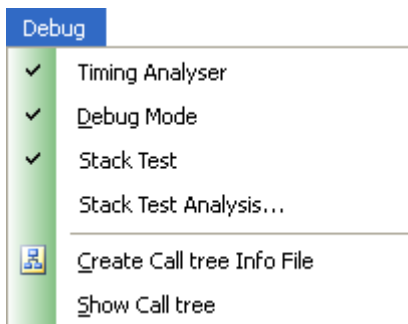 Debug
Timing Analyser
Debug Mode
Stack Test
Stack Test Analysis...
Create Call tree Info File
Show Call tree